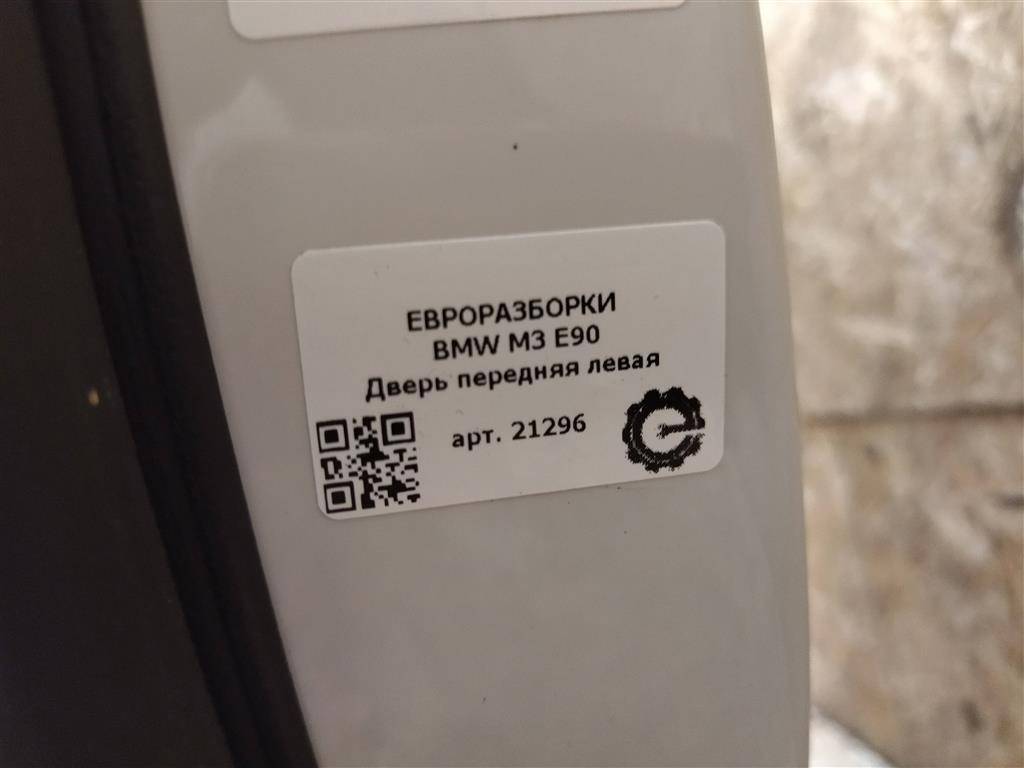 ЕВРОРАЗБОРКИ
BMW M3 E90
Дверь передняя левая
арт. 21296